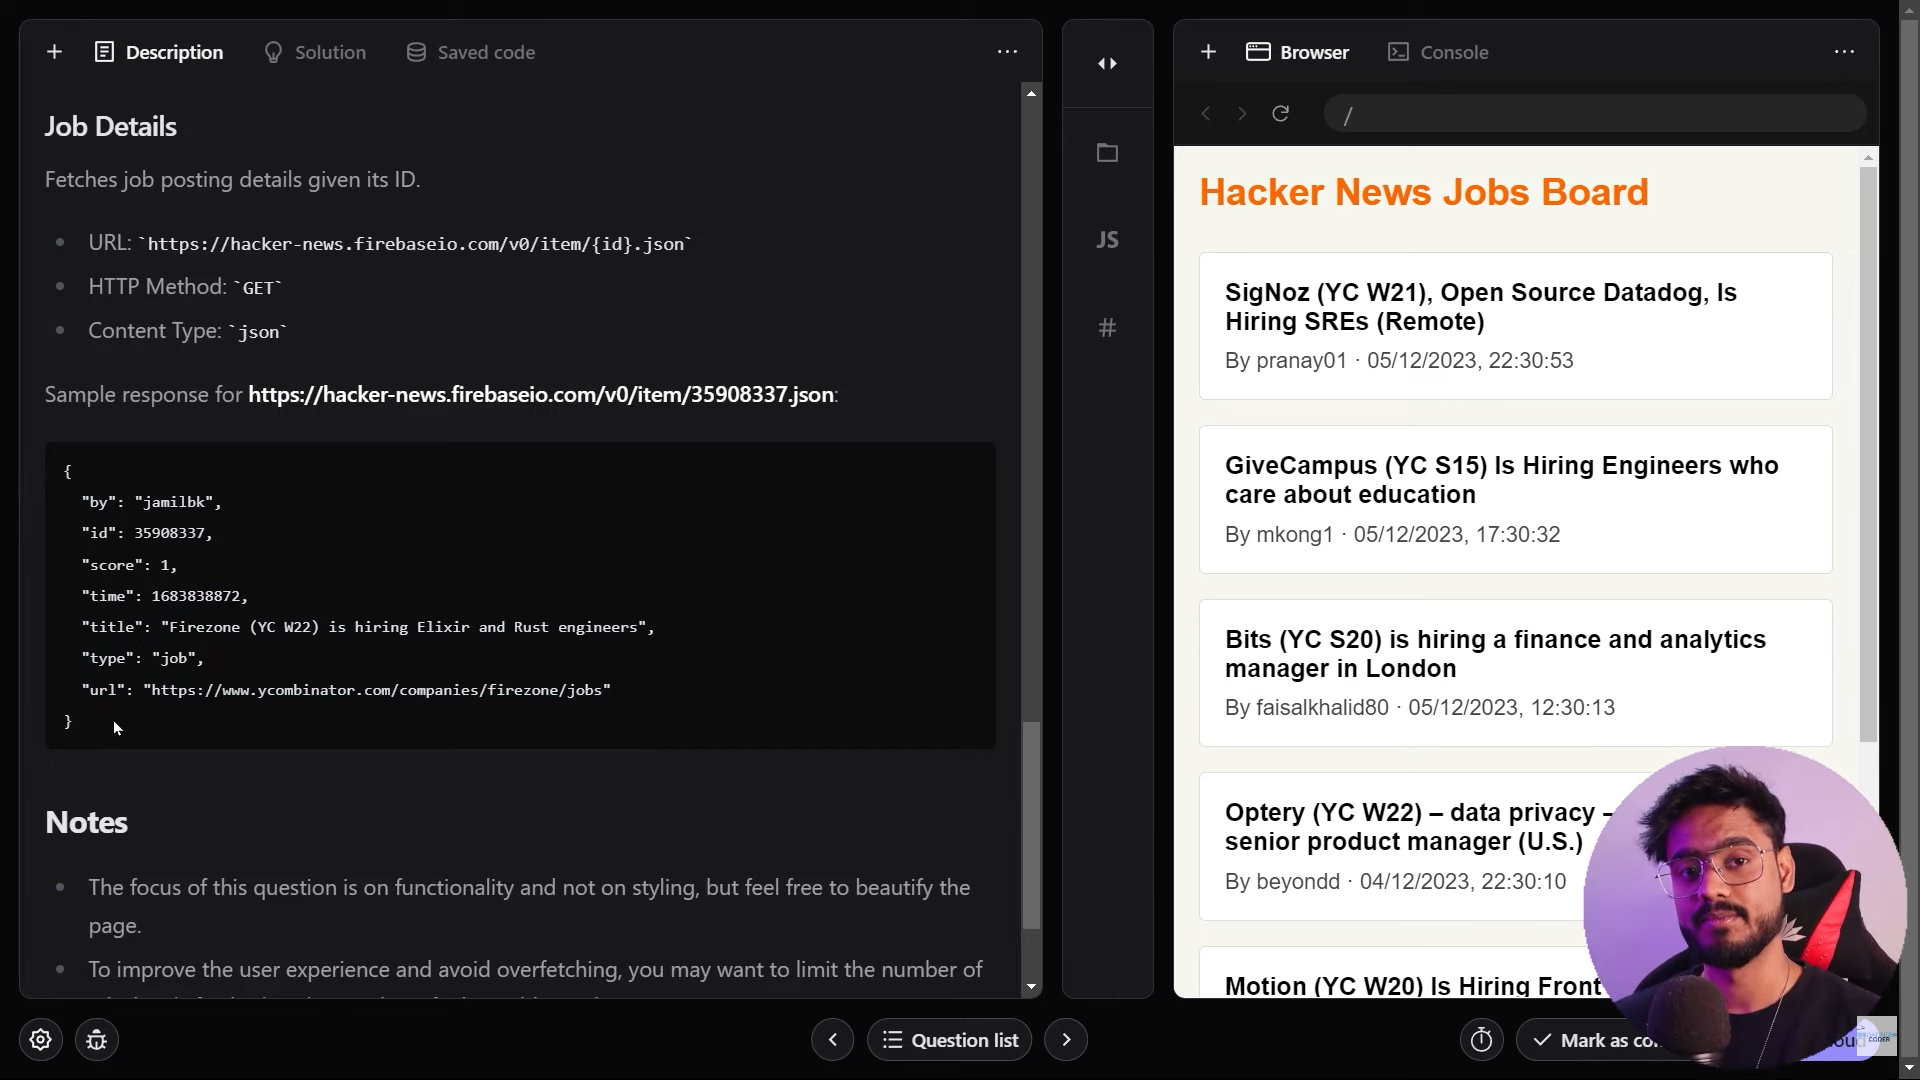 Description
Solution
Saved code
Job Details
Fetches job posting details given its ID.
URL: `https://hacker-news.firebaseio.com/v0/item/{id}.json`
HTTP Method: `GET`
Content Type: `json`
Sample response for https://hacker-news.firebaseio.com/v0/item/35908337.json:
{
"by": "jamilbk",
"id": 35908337,
"score": 1,
"time": 1683838872,
"title": "Firezone (YC W22) is hiring Elixir and Rust engineers",
"type": "job",
"url": "https://www.ycombinator.com/companies/firezone/jobs"
}
Notes
The focus of this question is on functionality and not on styling, but feel free to beautify the
page.
To improve the user experience and avoid overfetching, you may want to limit the number of
Question list
JS
#
Browser
Console
/
Hacker News Jobs Board
SigNoz (YC W21), Open Source Datadog, Is
Hiring SREs (Remote)
By pranay01 · 05/12/2023, 22:30:53
GiveCampus (YC S15) Is Hiring Engineers who
care about education
By mkong1 · 05/12/2023, 17:30:32
Bits (YC S20) is hiring a finance and analytics
manager in London
By faisalkhalid80 · 05/12/2023, 12:30:13
Optery (YC W22) – data privacy –
senior product manager (U.S.)
By beyondd · 04/12/2023, 22:30:10
Motion (YC W20) Is Hiring Front
Mark as co
CODER